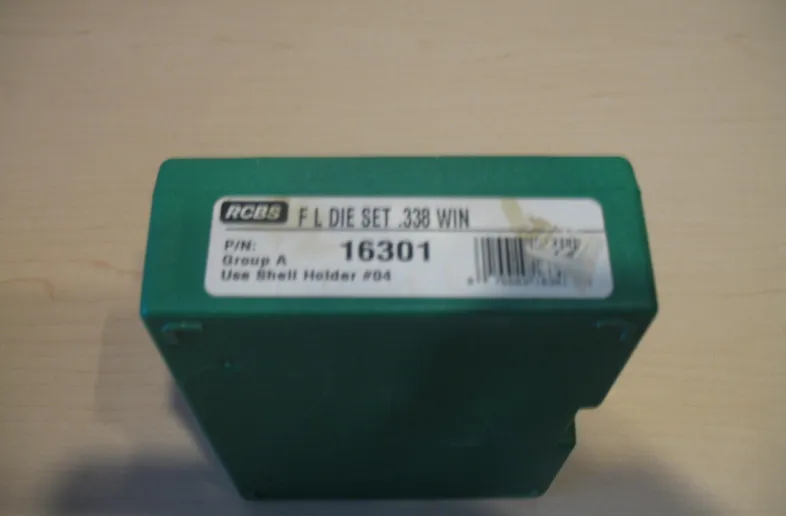 RCBS F L DIE SET .338 WIN
P/N: 16301
Group A
Use Shell Holder #04